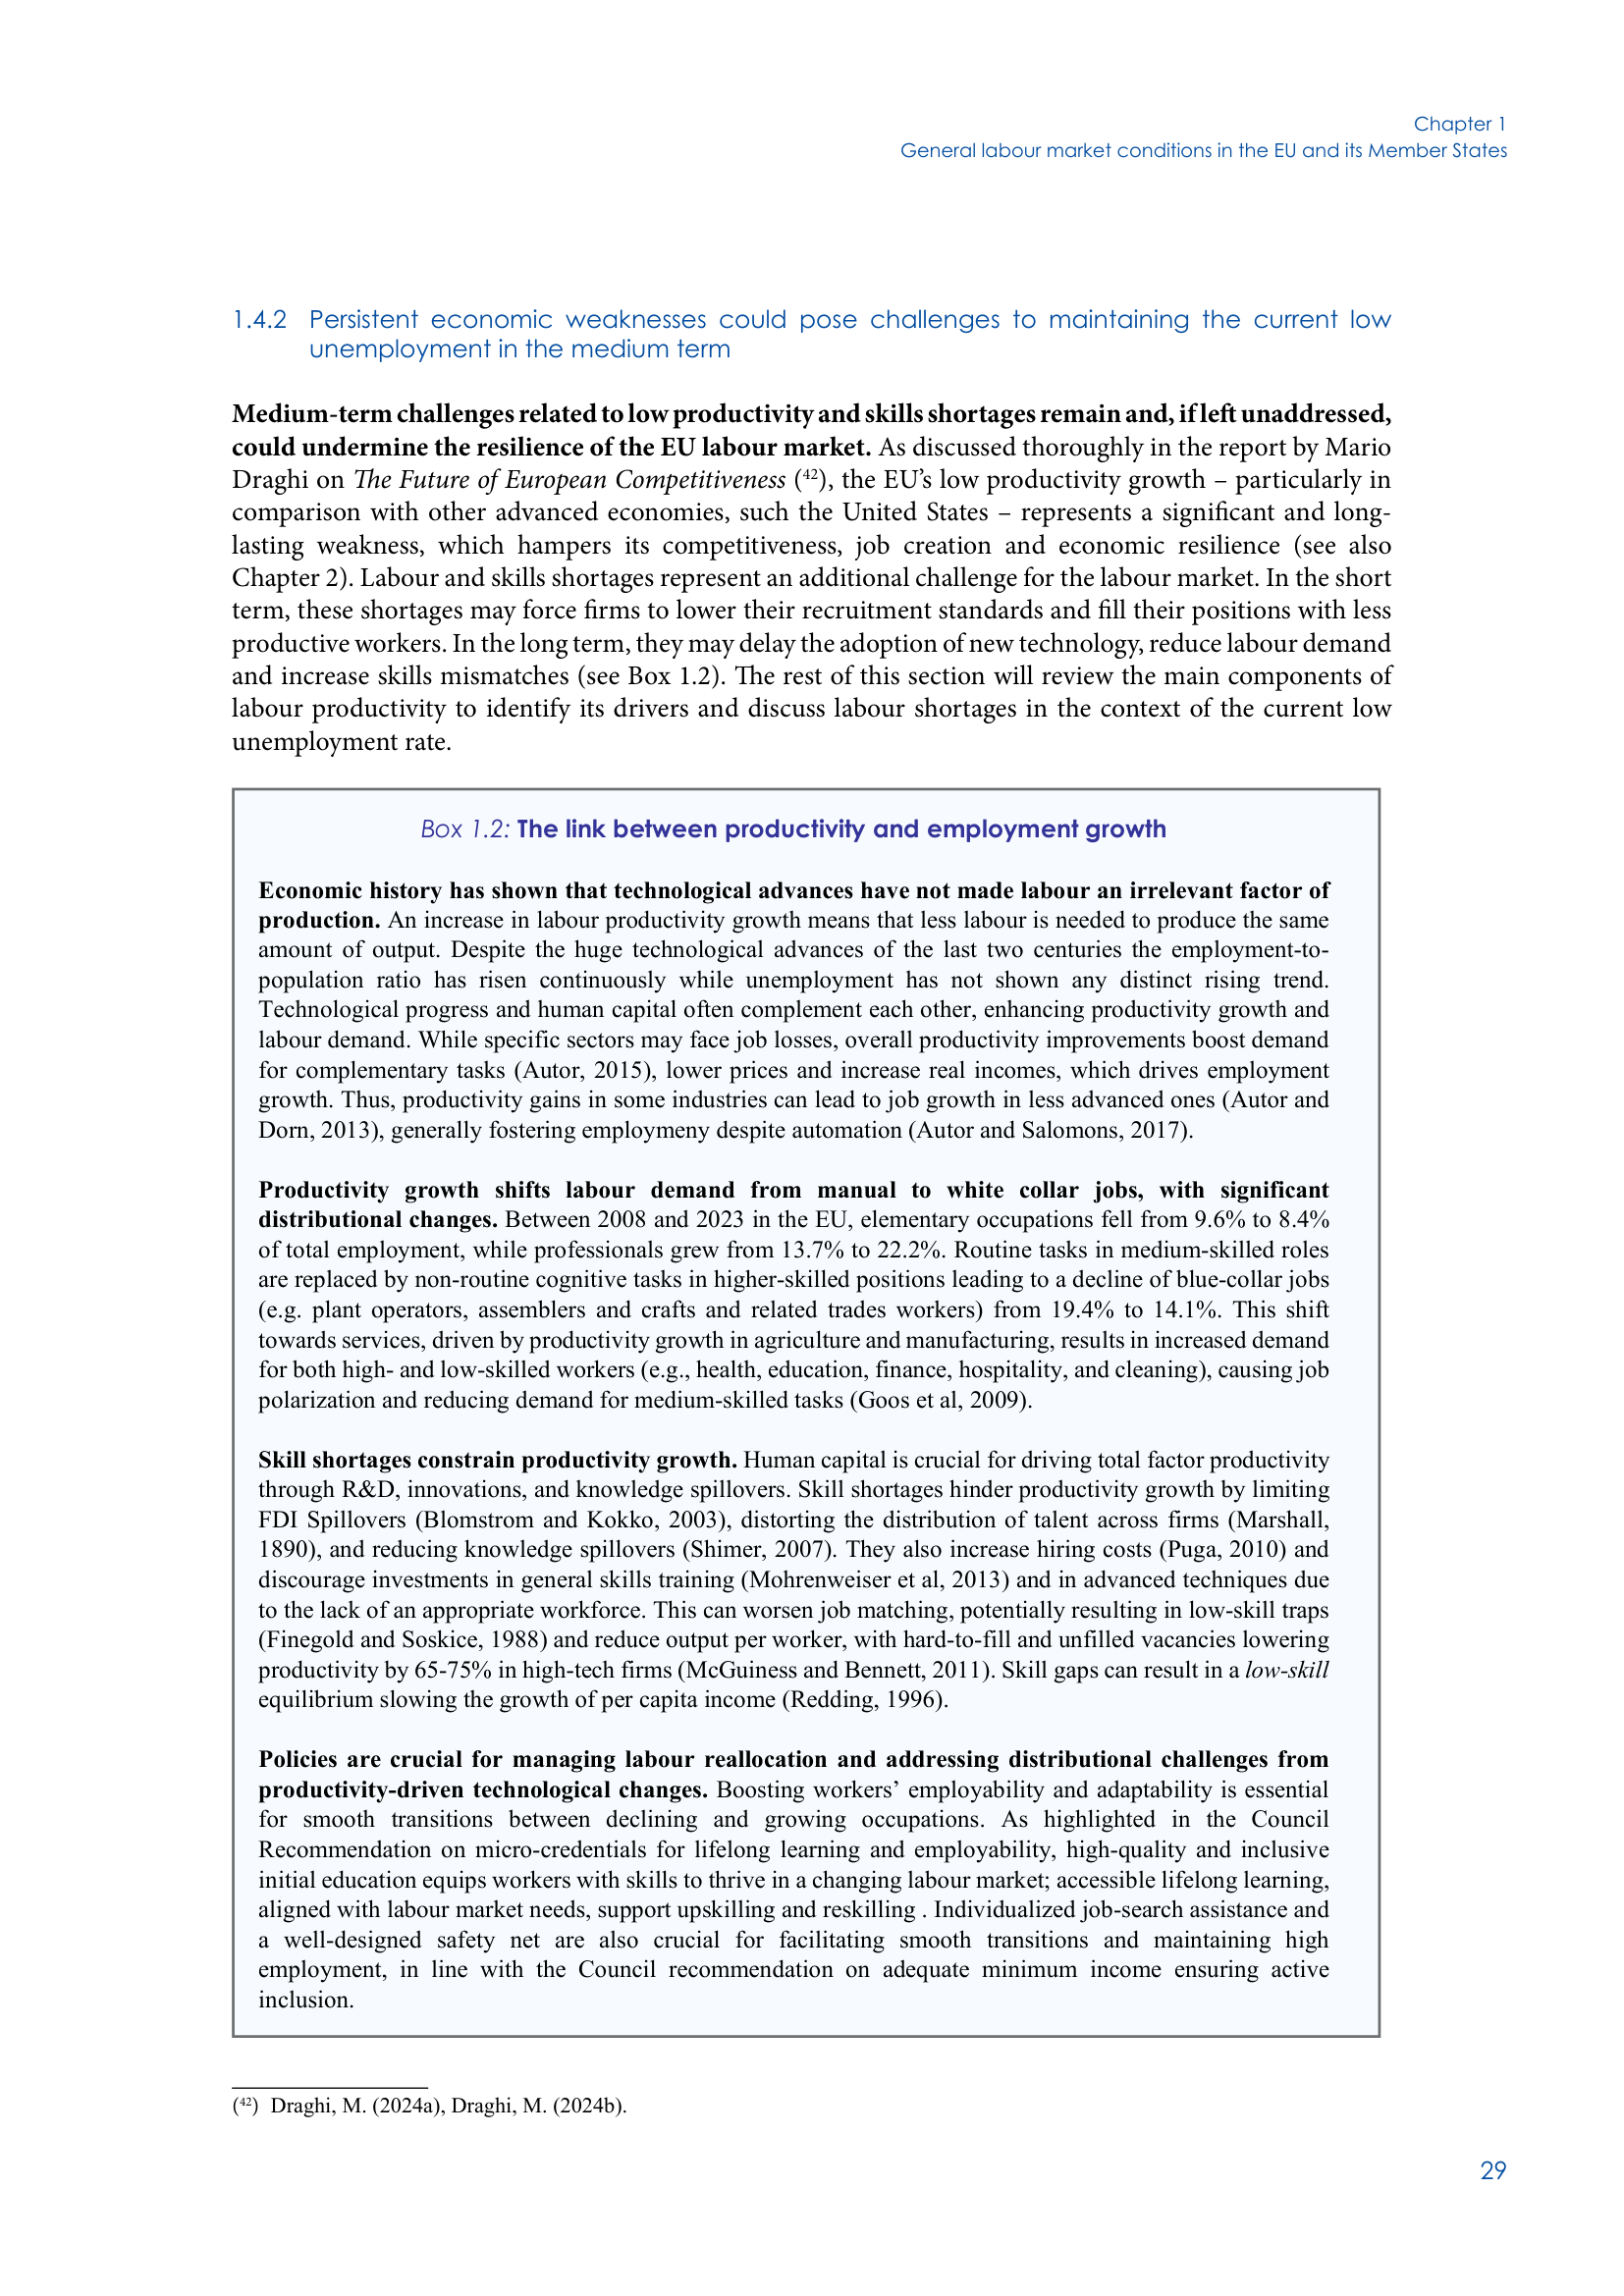 Chapter 1
General labour market conditions in the EU and its Member States
1.4.2 Persistent economic weaknesses could pose challenges to maintaining the current low
unemployment in the medium term
Medium-term challenges related to low productivity and skills shortages remain and, if left unaddressed,
could undermine the resilience of the EU labour market. As discussed thoroughly in the report by Mario
Draghi on The Future of European Competitiveness (42), the EU’s low productivity growth – particularly in
comparison with other advanced economies, such the United States – represents a significant and long-
lasting weakness, which hampers its competitiveness, job creation and economic resilience (see also
Chapter 2). Labour and skills shortages represent an additional challenge for the labour market. In the short
term, these shortages may force firms to lower their recruitment standards and fill their positions with less
productive workers. In the long term, they may delay the adoption of new technology, reduce labour demand
and increase skills mismatches (see Box 1.2). The rest of this section will review the main components of
labour productivity to identify its drivers and discuss labour shortages in the context of the current low
unemployment rate.
Box 1.2: The link between productivity and employment growth
Economic history has shown that technological advances have not made labour an irrelevant factor of
production. An increase in labour productivity growth means that less labour is needed to produce the same
amount of output. Despite the huge technological advances of the last two centuries the employment-to-
population ratio has risen continuously while unemployment has not shown any distinct rising trend.
Technological progress and human capital often complement each other, enhancing productivity growth and
labour demand. While specific sectors may face job losses, overall productivity improvements boost demand
for complementary tasks (Autor, 2015), lower prices and increase real incomes, which drives employment
growth. Thus, productivity gains in some industries can lead to job growth in less advanced ones (Autor and
Dorn, 2013), generally fostering employmeny despite automation (Autor and Salomons, 2017).
Productivity growth shifts labour demand from manual to white collar jobs, with significant
distributional changes. Between 2008 and 2023 in the EU, elementary occupations fell from 9.6% to 8.4%
of total employment, while professionals grew from 13.7% to 22.2%. Routine tasks in medium-skilled roles
are replaced by non-routine cognitive tasks in higher-skilled positions leading to a decline of blue-collar jobs
(e.g. plant operators, assemblers and crafts and related trades workers) from 19.4% to 14.1%. This shift
towards services, driven by productivity growth in agriculture and manufacturing, results in increased demand
for both high- and low-skilled workers (e.g., health, education, finance, hospitality, and cleaning), causing job
polarization and reducing demand for medium-skilled tasks (Goos et al, 2009).
Skill shortages constrain productivity growth. Human capital is crucial for driving total factor productivity
through R&D, innovations, and knowledge spillovers. Skill shortages hinder productivity growth by limiting
FDI Spillovers (Blomstrom and Kokko, 2003), distorting the distribution of talent across firms (Marshall,
1890), and reducing knowledge spillovers (Shimer, 2007). They also increase hiring costs (Puga, 2010) and
discourage investments in general skills training (Mohrenweiser et al, 2013) and in advanced techniques due
to the lack of an appropriate workforce. This can worsen job matching, potentially resulting in low-skill traps
(Finegold and Soskice, 1988) and reduce output per worker, with hard-to-fill and unfilled vacancies lowering
productivity by 65-75% in high-tech firms (McGuiness and Bennett, 2011). Skill gaps can result in a low-skill
equilibrium slowing the growth of per capita income (Redding, 1996).
Policies are crucial for managing labour reallocation and addressing distributional challenges from
productivity-driven technological changes. Boosting workers’ employability and adaptability is essential
for smooth transitions between declining and growing occupations. As highlighted in the Council
Recommendation on micro-credentials for lifelong learning and employability, high-quality and inclusive
initial education equips workers with skills to thrive in a changing labour market; accessible lifelong learning,
aligned with labour market needs, support upskilling and reskilling . Individualized job-search assistance and
a well-designed safety net are also crucial for facilitating smooth transitions and maintaining high
employment, in line with the Council recommendation on adequate minimum income ensuring active
inclusion.
(42) Draghi, M. (2024a), Draghi, M. (2024b).
29